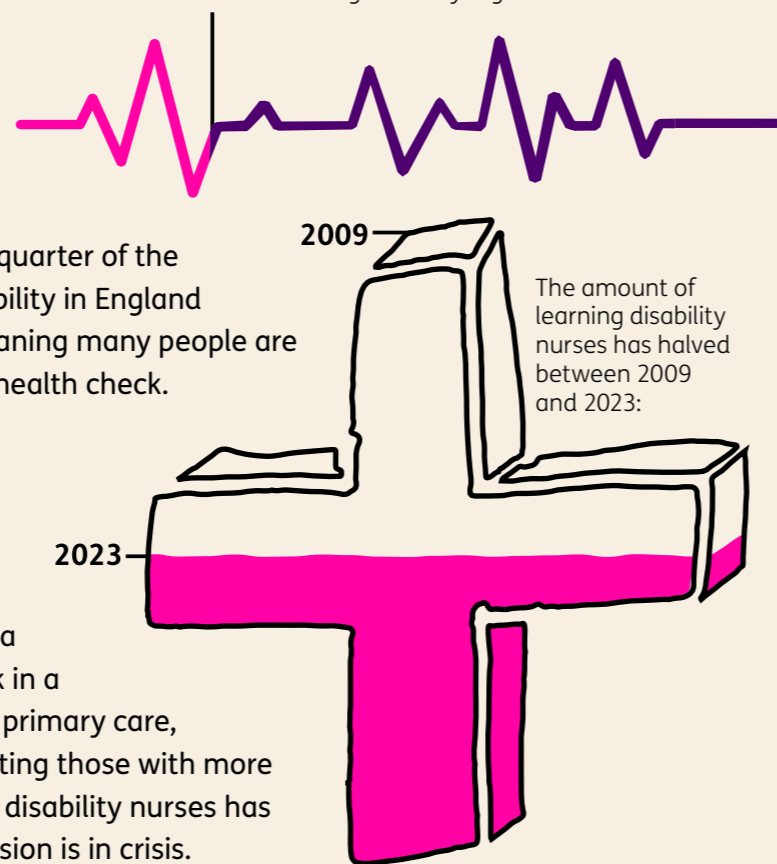 2009
quarter of the
bility in England
aning many people are
health check.
The amount of
learning disability
nurses has halved
between 2009
and 2023:
2023
a
k in a
primary care,
ting those with more
disability nurses has
sion is in crisis.